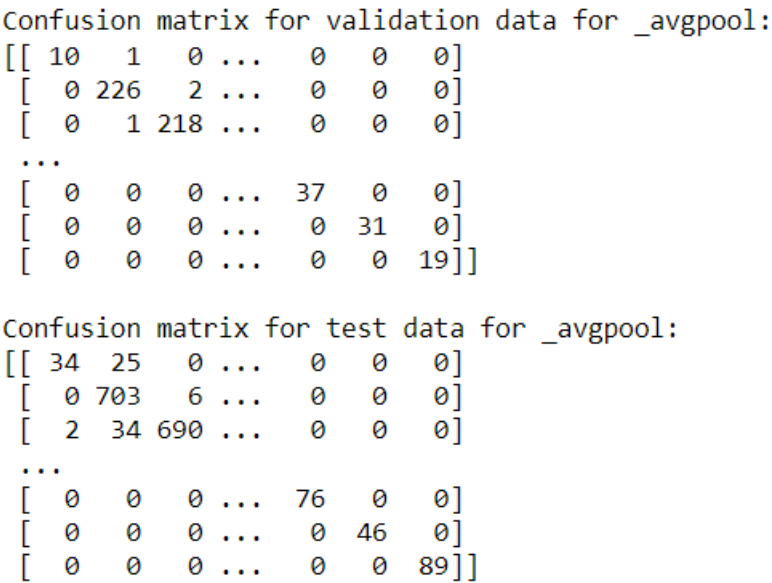 Confusion matrix for validation data for _avgpool:
[[ 10   1   0 ...   0   0   0]
 [  0 226   2 ...   0   0   0]
 [  0   1 218 ...   0   0   0]
 ...
 [  0   0   0 ...  37   0   0]
 [  0   0   0 ...   0  31   0]
 [  0   0   0 ...   0   0  19]]

Confusion matrix for test data for _avgpool:
[[ 34  25   0 ...   0   0   0]
 [  0 703   6 ...   0   0   0]
 [  2  34 690 ...   0   0   0]
 ...
 [  0   0   0 ...  76   0   0]
 [  0   0   0 ...   0  46   0]
 [  0   0   0 ...   0   0  89]]